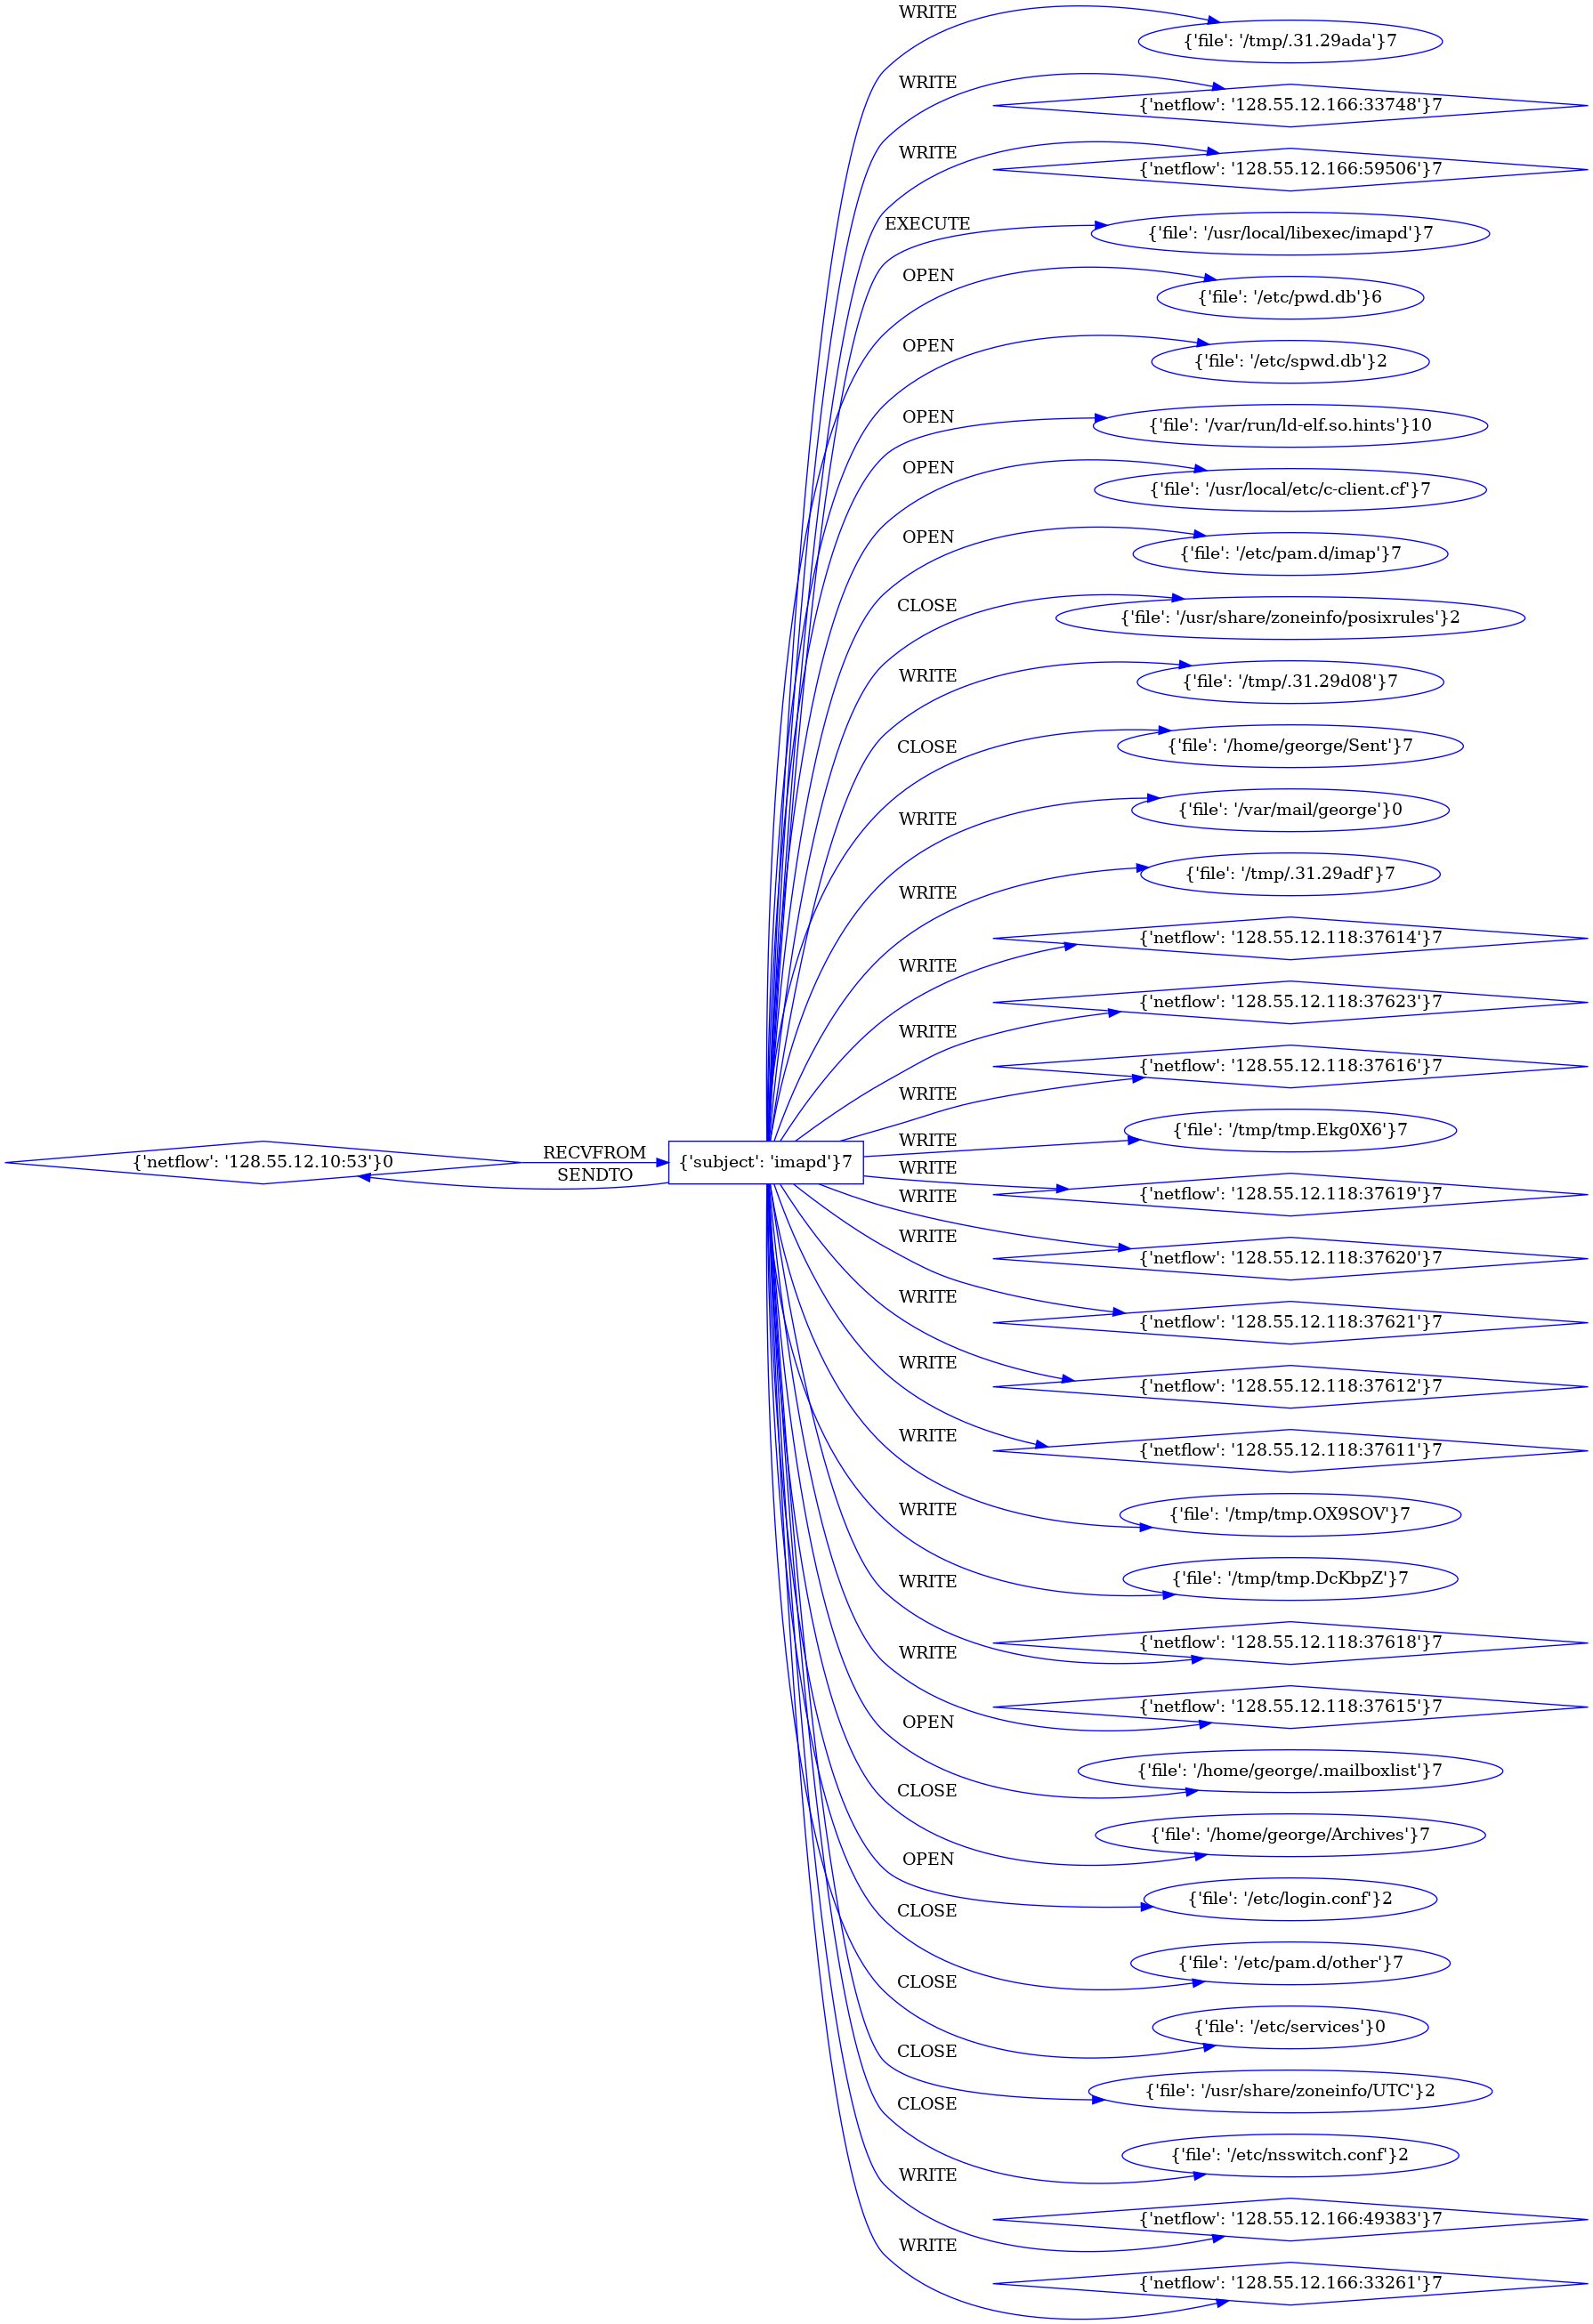 WRITE
{'file': '/tmp/.31.29ada'}7
WRITE
{'netflow': '128.55.12.166:33748'}7
WRITE
{'netflow': '128.55.12.166:59506'}7
EXECUTE
{'file': '/usr/local/libexec/imapd'}7
OPEN
{'file': '/etc/pwd.db'}6
OPEN
{'file': '/etc/spwd.db'}2
OPEN
{'file': '/var/run/ld-elf.so.hints'}10
OPEN
{'file': '/usr/local/etc/c-client.cf'}7
OPEN
{'file': '/etc/pam.d/imap'}7
CLOSE
{'file': '/usr/share/zoneinfo/posixrules'}2
WRITE
{'file': '/tmp/.31.29d08'}7
CLOSE
{'file': '/home/george/Sent'}7
WRITE
{'file': '/var/mail/george'}0
WRITE
{'file': '/tmp/.31.29adf'}7
WRITE
{'netflow': '128.55.12.118:37614'}7
WRITE
{'netflow': '128.55.12.118:37623'}7
WRITE
{'netflow': '128.55.12.118:37616'}7
WRITE
{'file': '/tmp/tmp.Ekg0X6'}7
{'netflow': '128.55.12.10:53'}0
RECVFROM
SENDTO
{'subject': 'imapd'}7
WRITE
{'netflow': '128.55.12.118:37619'}7
WRITE
{'netflow': '128.55.12.118:37620'}7
WRITE
{'netflow': '128.55.12.118:37621'}7
WRITE
{'netflow': '128.55.12.118:37612'}7
WRITE
{'netflow': '128.55.12.118:37611'}7
WRITE
{'file': '/tmp/tmp.OX9SOV'}7
WRITE
{'file': '/tmp/tmp.DcKbpZ'}7
WRITE
{'netflow': '128.55.12.118:37618'}7
WRITE
{'netflow': '128.55.12.118:37615'}7
OPEN
{'file': '/home/george/.mailboxlist'}7
CLOSE
{'file': '/home/george/Archives'}7
OPEN
{'file': '/etc/login.conf'}2
CLOSE
{'file': '/etc/pam.d/other'}7
CLOSE
{'file': '/etc/services'}0
CLOSE
{'file': '/usr/share/zoneinfo/UTC'}2
CLOSE
{'file': '/etc/nsswitch.conf'}2
WRITE
{'netflow': '128.55.12.166:49383'}7
WRITE
{'netflow': '128.55.12.166:33261'}7